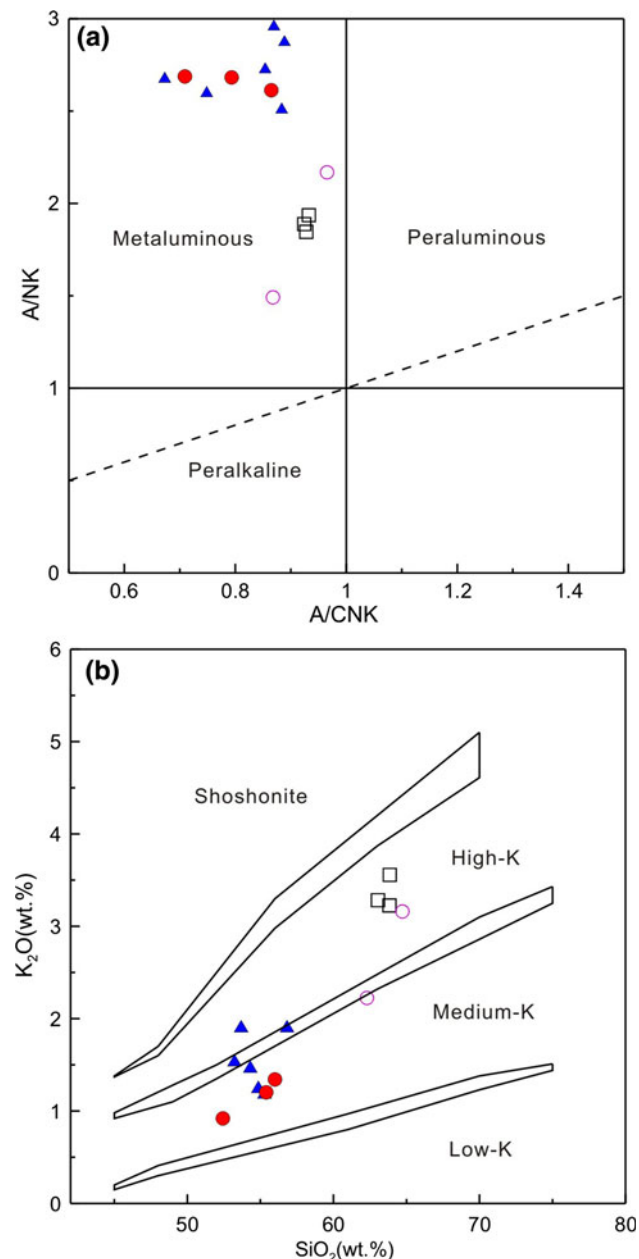 (a)
3
2
1
0
A/NK
Metaluminous
Peraluminous
Peralkaline
0.6 0.8 1 1.2 1.4
A/CNK
(b)
6
5
4
3
2
1
0
K₂O(wt.%)
Shoshonite
High-K
Medium-K
Low-K
50 60 70 80
SiO₂(wt.%)